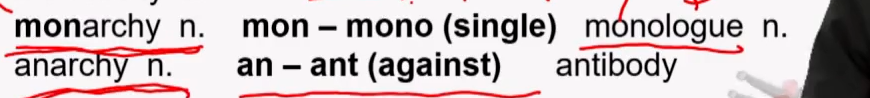 monarchy n. mon – mono (single) monologue n.
anarchy n. an – ant (against) antibody